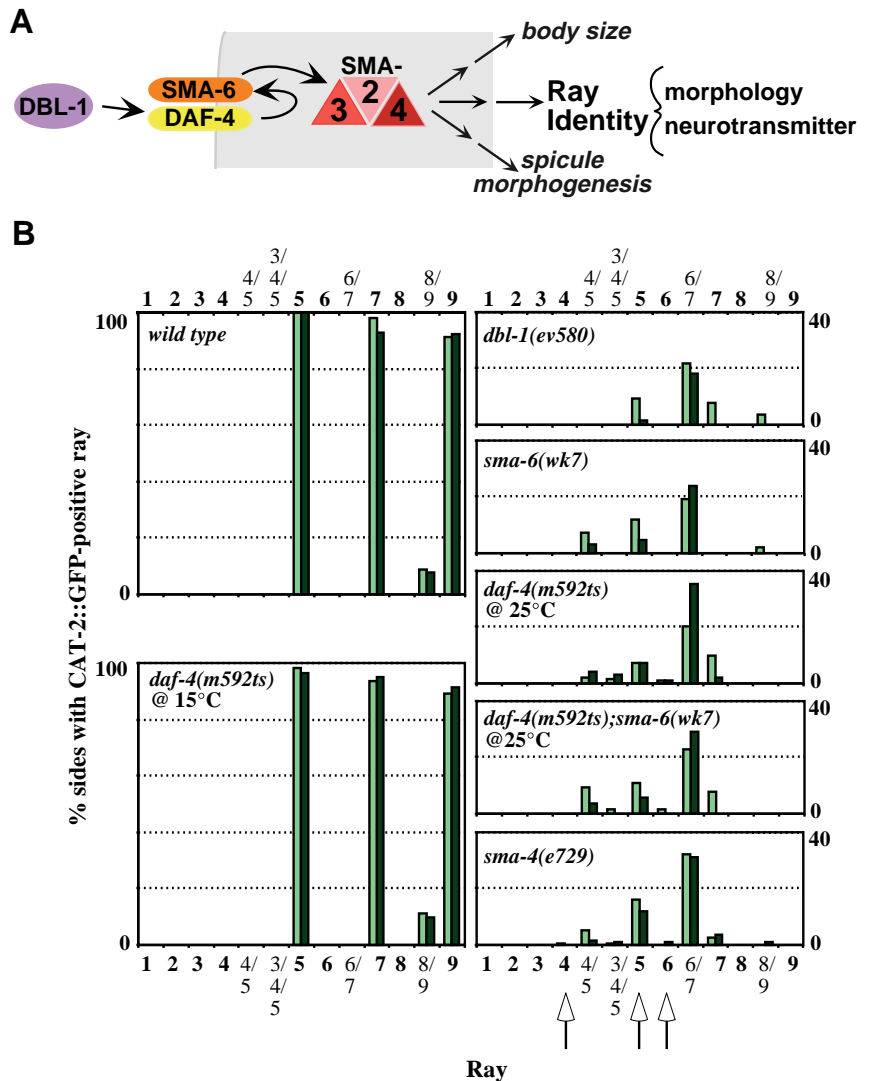 A
DBL-1
SMA-6
DAF-4
SMA-
3 2 4
body size
Ray
Identity
morphology
neurotransmitter
spicule
morphogenesis
B
1 2 3 4 4/5 3/4/5 5 6 6/7 7 8 8/9 9
1 2 3 4 4/5 3/4/5 5 6 6/7 7 8 8/9 9
% sides with CAT-2::GFP-positive ray
100
wild type
0
100
daf-4(m592ts)
@ 15°C
0
1 2 3 4 4/5 3/4/5 5 6 6/7 7 8 8/9 9
dbl-1(ev580)
40
0
sma-6(wk7)
40
0
daf-4(m592ts)
@ 25°C
40
0
daf-4(m592ts);sma-6(wk7)
@25°C
40
0
sma-4(e729)
40
0
1 2 3 4 4/5 3/4/5 5 6 6/7 7 8 8/9 9
Ray